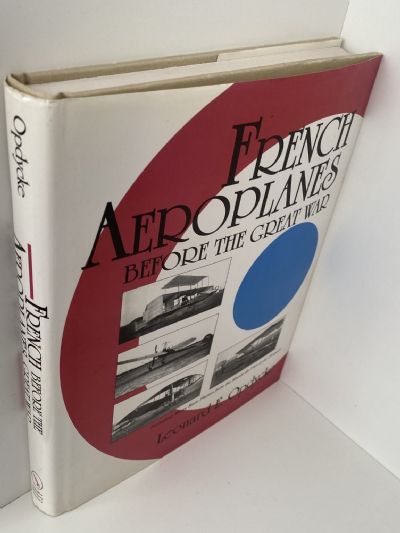 FRENCH
AEROPLANES
BEFORE THE GREAT WAR
Leonard E. Opdycke
Opdycke
FRENCH
AEROPLANES
BEFORE THE